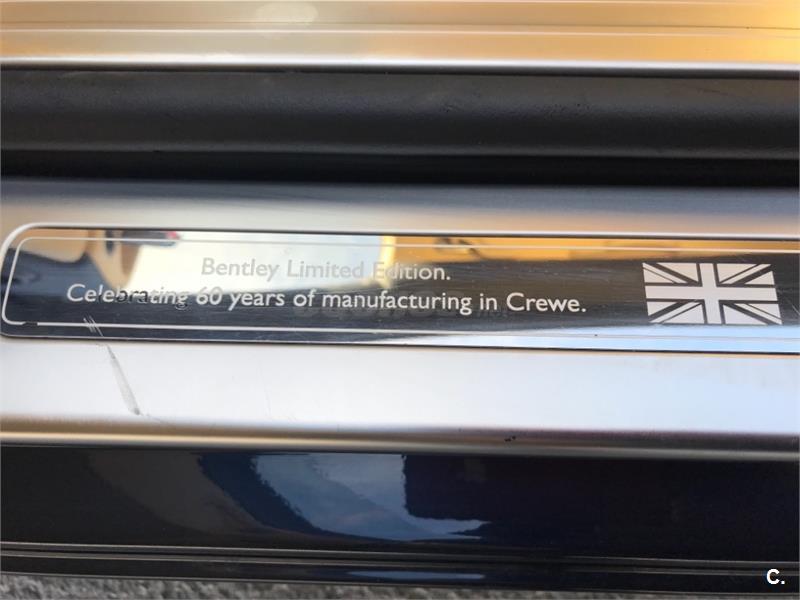 Bentley Limited Edition.
Celebrating 60 years of manufacturing in Crewe.
C.